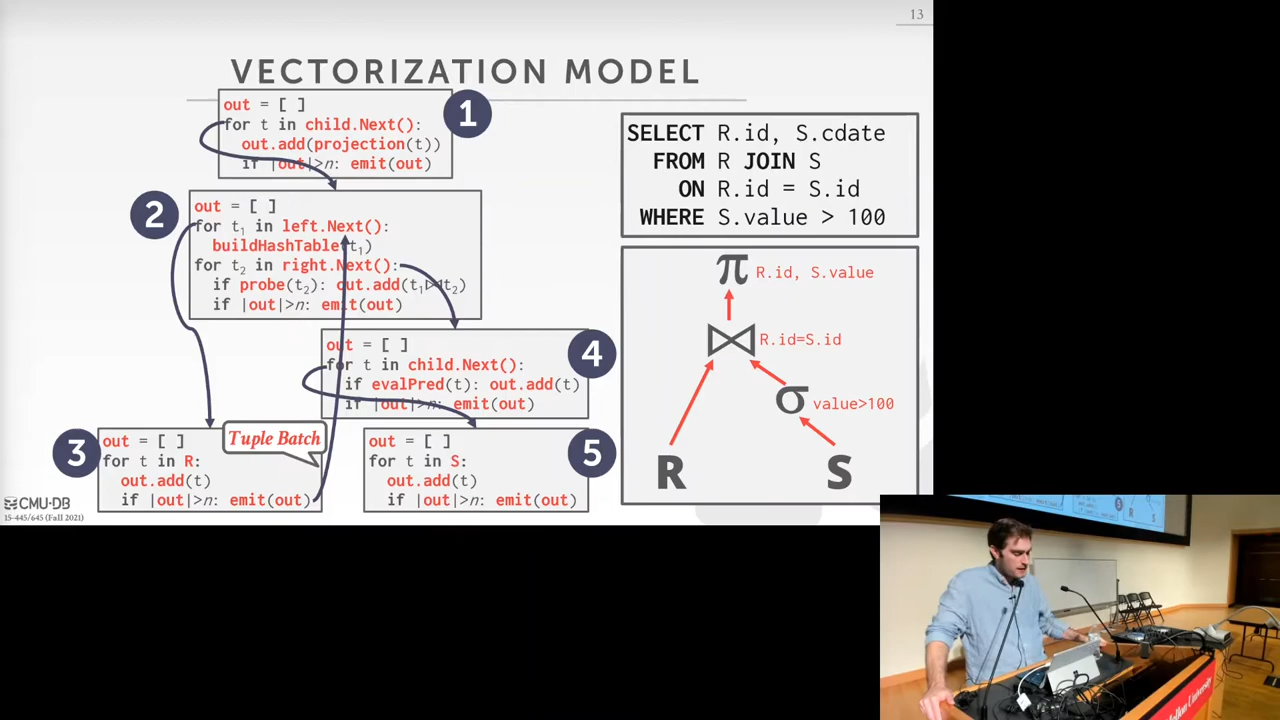 13
VECTORIZATION MODEL
1
out = [ ]
for t in child.Next():
out.add(projection(t))
if |out|>n: emit(out)
2
out = [ ]
for t₁ in left.Next():
buildHashTable(t₁)
for t₂ in right.Next():
if probe(t₂): out.add(t₁⨝t₂)
if |out|>n: emit(out)
4
out = [ ]
for t in child.Next():
if evalPred(t): out.add(t)
if |out|>n: emit(out)
3
out = [ ]
for t in R:
out.add(t)
if |out|>n: emit(out)
Tuple Batch
5
out = [ ]
for t in S:
out.add(t)
if |out|>n: emit(out)
SELECT R.id, S.cdate
FROM R JOIN S
ON R.id = S.id
WHERE S.value > 100
π R.id, S.value
⨝ R.id=S.id
σ value>100
R S
CMU·DB
15-445/645 (Fall 2021)
R S
Mellon University